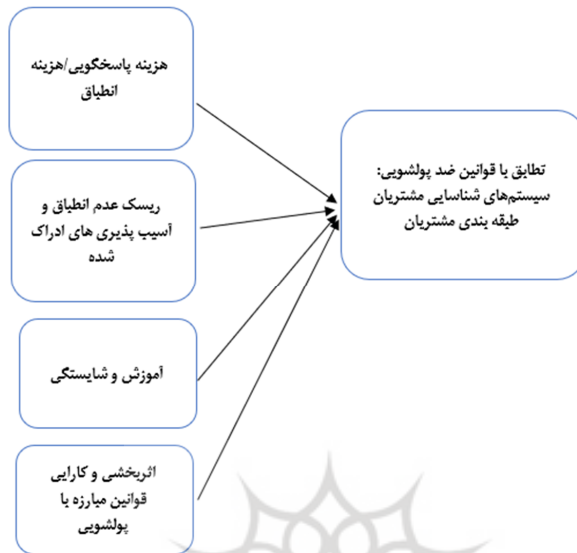 هزینه پاسخگویی/هزینه
انطباق
ریسک عدم انطباق و
آسیب پذیری های ادراک
شده
آموزش و شایستگی
اثربخشی و کارایی
قوانین مبارزه با
پولشویی
تطابق با قوانین ضد پولشویی:
سیستم‌های شناسایی مشتریان
طبقه بندی مشتریان